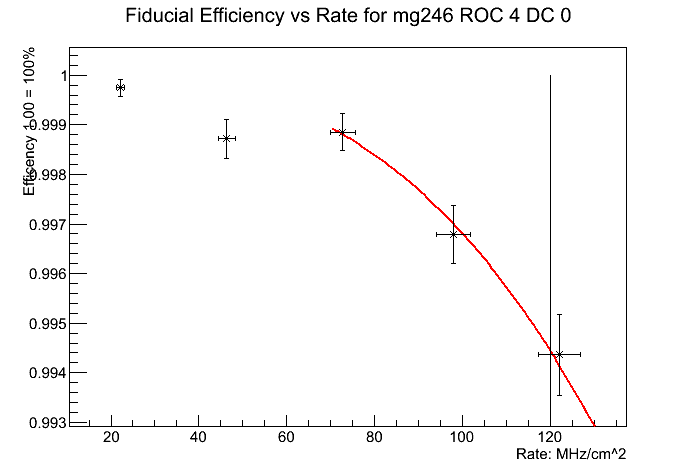 Fiducial Efficiency vs Rate for mg246 ROC 4 DC 0
Efficency 1.00 = 100%
1
0.999
0.998
0.997
0.996
0.995
0.994
0.993
20 40 60 80 100 120
Rate: MHz/cm^2